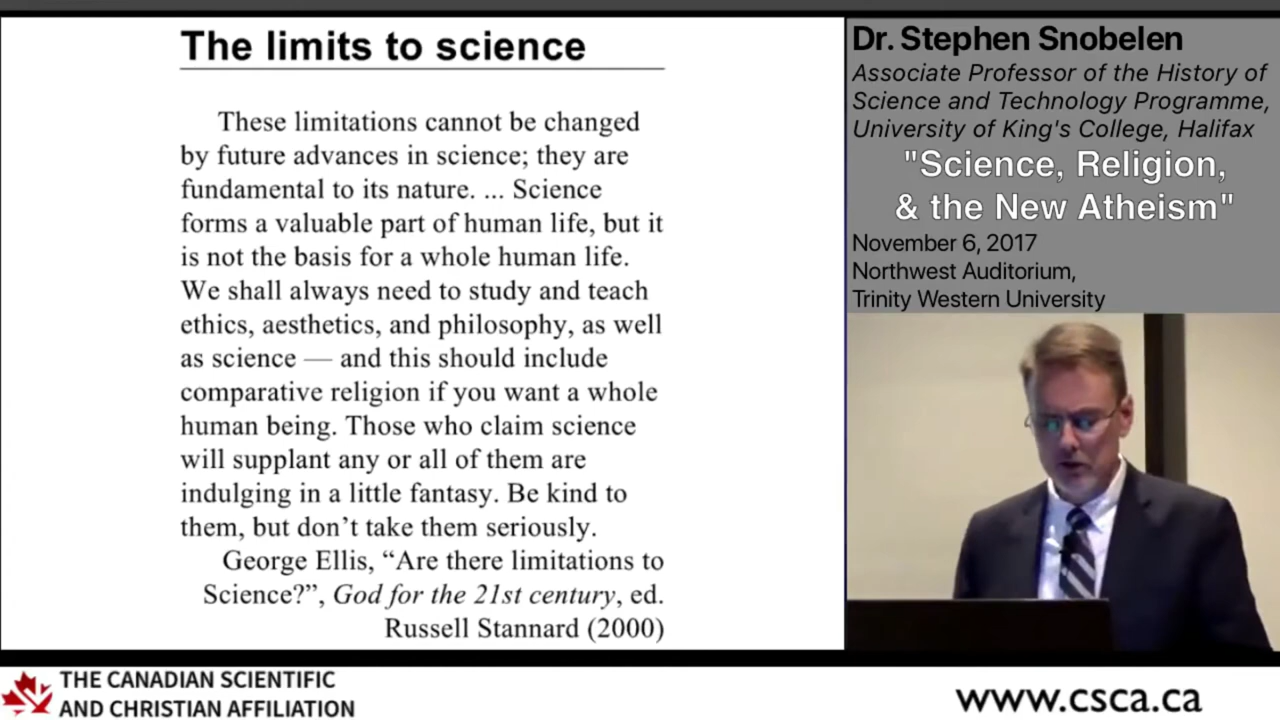 The limits to science
These limitations cannot be changed
by future advances in science; they are
fundamental to its nature. ... Science
forms a valuable part of human life, but it
is not the basis for a whole human life.
We shall always need to study and teach
ethics, aesthetics, and philosophy, as well
as science — and this should include
comparative religion if you want a whole
human being. Those who claim science
will supplant any or all of them are
indulging in a little fantasy. Be kind to
them, but don’t take them seriously.
George Ellis, “Are there limitations to
Science?”, God for the 21st century, ed.
Russell Stannard (2000)
Dr. Stephen Snobelen
Associate Professor of the History of
Science and Technology Programme,
University of King's College, Halifax
"Science, Religion,
& the New Atheism"
November 6, 2017
Northwest Auditorium,
Trinity Western University
THE CANADIAN SCIENTIFIC
AND CHRISTIAN AFFILIATION
www.csca.ca